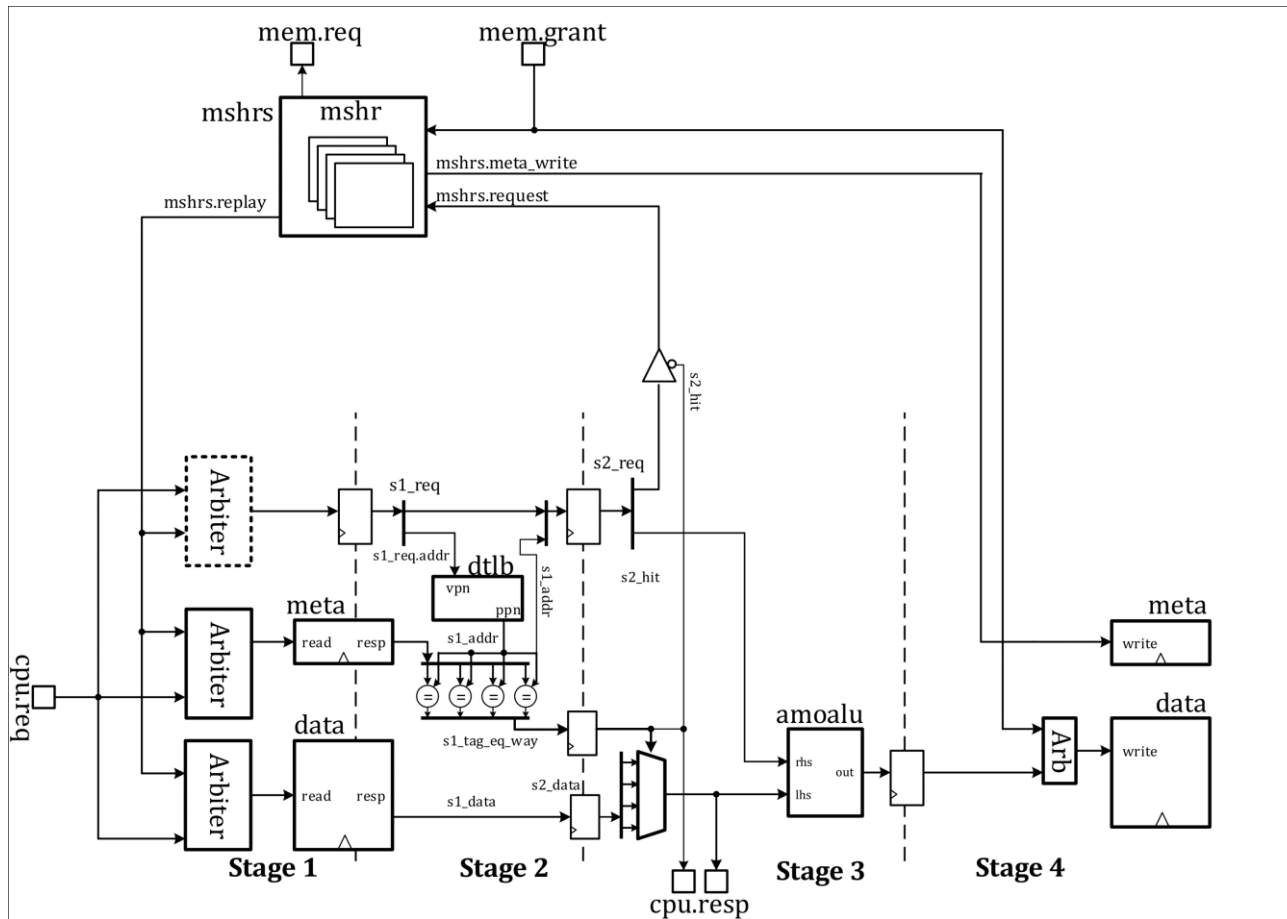 mem.req
mem.grant
mshrs
mshr
mshrs.meta_write
mshrs.request
mshrs.replay
s2_hit
Arbiter
s1_req
s2_req
s1_req.addr
dtlb
vpn
ppn
s1_addr
s2_hit
meta
read
resp
s1_addr
Arbiter
=
=
=
=
meta
write
cpu.req
data
read
resp
Arbiter
s1_tag_eq_way
s1_data
s2_data
amoalu
rhs
lhs
out
Arb
data
write
Stage 1
Stage 2
Stage 3
Stage 4
cpu.resp